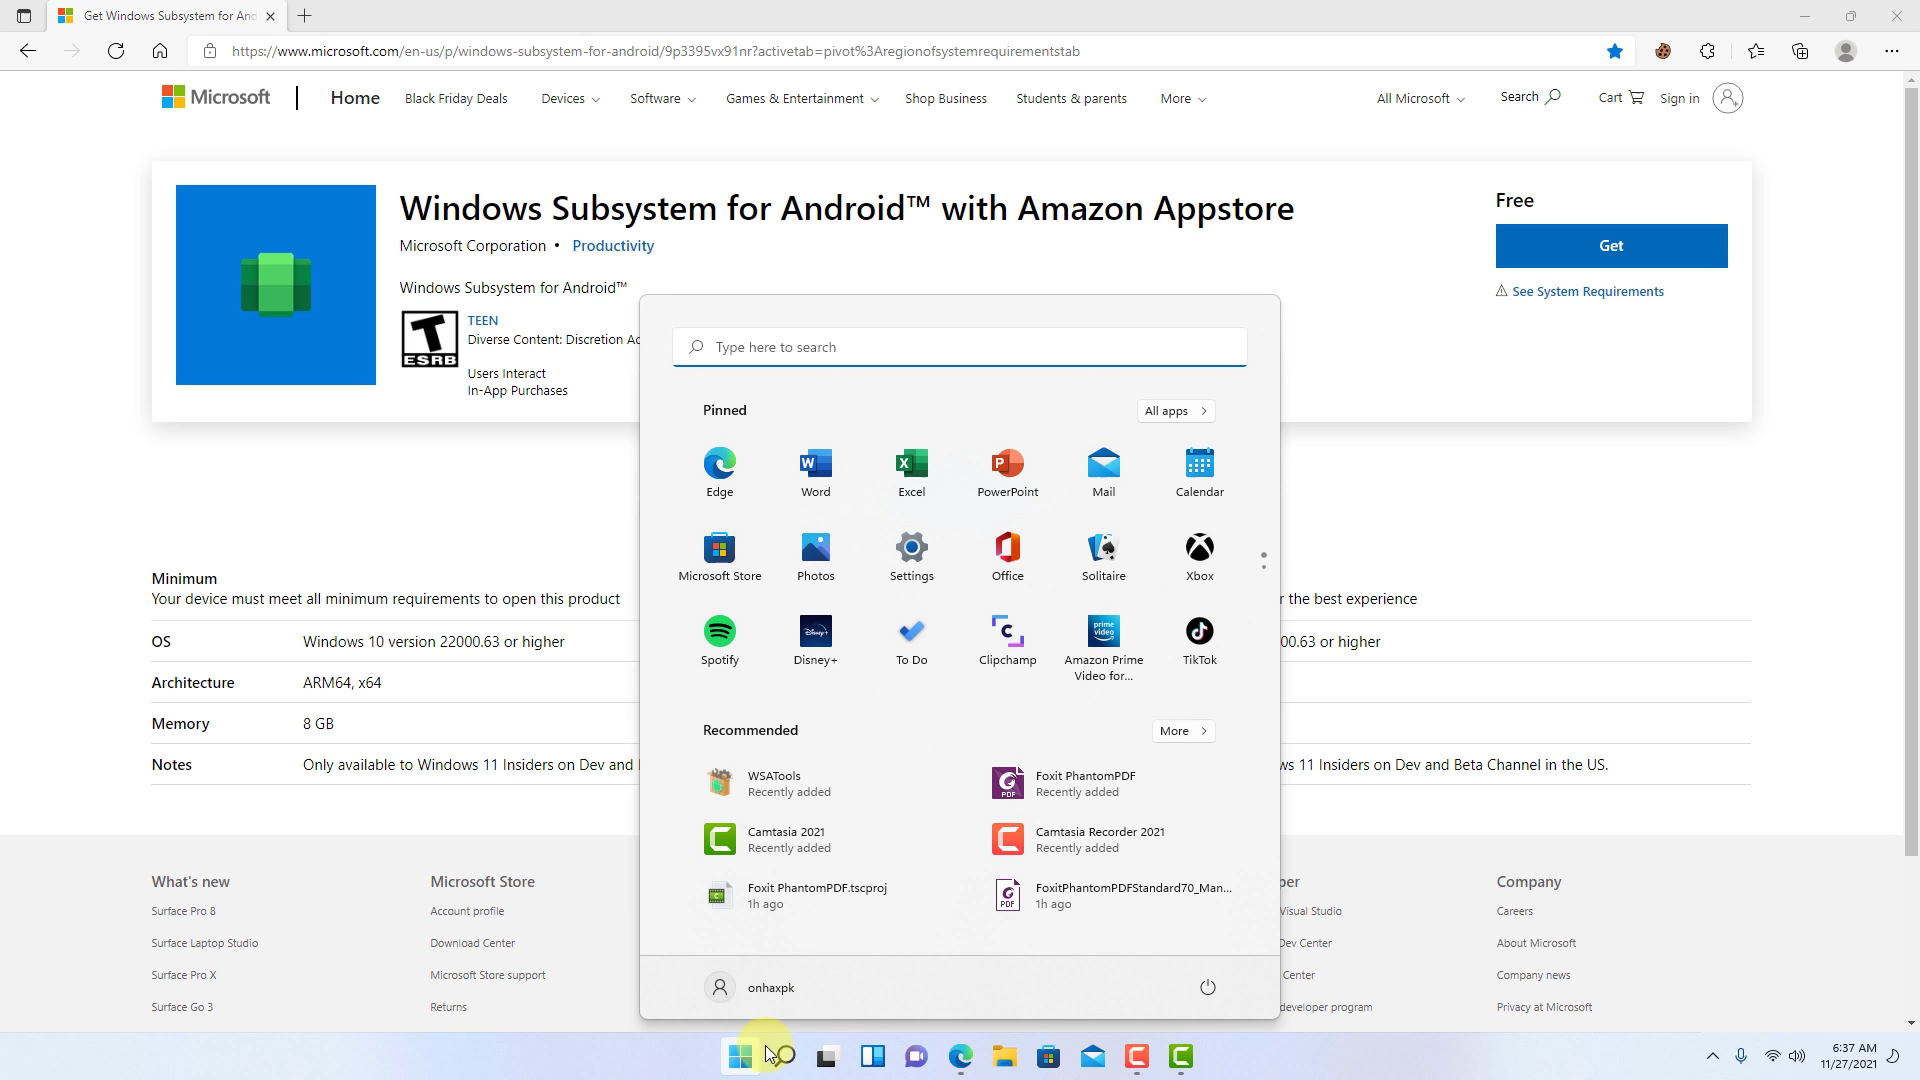 Get Windows Subsystem for And
https://www.microsoft.com/en-us/p/windows-subsystem-for-android/9p3395vx91nr?activetab=pivot%3Aregionofsystemrequirementstab
Microsoft
Home
Black Friday Deals
Devices
Software
Games & Entertainment
Shop Business
Students & parents
More
All Microsoft
Search
Cart
Sign in
Windows Subsystem for Android™ with Amazon Appstore
Microsoft Corporation • Productivity
Windows Subsystem for Android™
T
ESRB
TEEN
Diverse Content: Discretion
Users Interact
In-App Purchases
Free
Get
See System Requirements
Minimum
Your device must meet all minimum requirements to open this product
OS Windows 10 version 22000.63 or higher
Architecture ARM64, x64
Memory 8 GB
Notes Only available to Windows 11 Insiders on Dev and
the best experience
00.63 or higher
11 Insiders on Dev and Beta Channel in the US.
Type here to search
Pinned
All apps
Edge
Word
Excel
PowerPoint
Mail
Calendar
Microsoft Store
Photos
Settings
Office
Solitaire
Xbox
Spotify
Disney+
To Do
Clipchamp
prime video
Amazon Prime
Video for...
TikTok
Recommended
More
WSATools
Recently added
Foxit PhantomPDF
Recently added
Camtasia 2021
Recently added
Camtasia Recorder 2021
Recently added
Foxit PhantomPDF.tscproj
1h ago
FoxitPhantomPDFStandard70_Man...
1h ago
onhaxpk
What's new
Surface Pro 8
Surface Laptop Studio
Surface Pro X
Surface Go 3
Microsoft Store
Account profile
Download Center
Microsoft Store support
Returns
per
Visual Studio
Dev Center
Center
developer program
Company
Careers
About Microsoft
Company news
Privacy at Microsoft
6:37 AM
11/27/2021